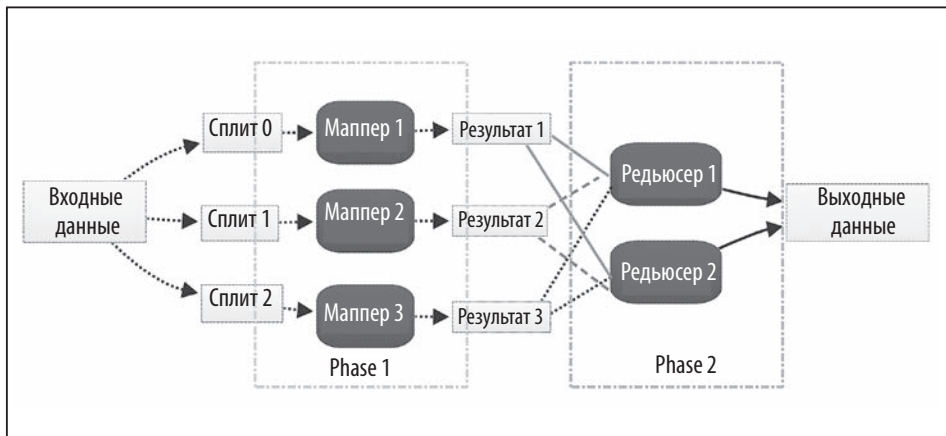 Входные
данные
Сплит 0
Сплит 1
Сплит 2
Маппер 1
Маппер 2
Маппер 3
Phase 1
Результат 1
Результат 2
Результат 3
Редьюсер 1
Редьюсер 2
Phase 2
Выходные
данные